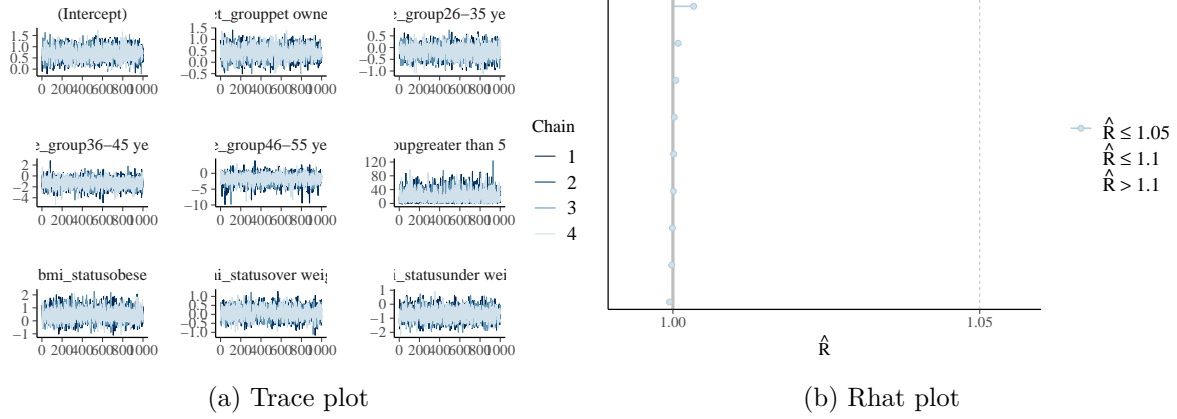 (Intercept)
et_grouppet owne
e_group26−35 ye
1.5
1.0
0.5
0.0
1.5
1.0
0.5
0.0
−0.5
0.5
0.0
−0.5
−1.0
0 200400600800 1000
0 200400600800 1000
0 200400600800 1000
e_group36−45 ye
e_group46−55 ye
oupgreater than 5
2
0
−2
−4
0
−5
−10
120
80
40
0
0 200400600800 1000
0 200400600800 1000
0 200400600800 1000
bmi_statusobese
ni_statusover weig
i_statusunder wei
2
1
0
−1
1.0
0.5
0.0
−0.5
−1.0
1
0
−1
−2
0 200400600800 1000
0 200400600800 1000
0 200400600800 1000
Chain
1
2
3
4
(a) Trace plot
1.00
1.05
R̂
R̂ ≤ 1.05
R̂ ≤ 1.1
R̂ > 1.1
(b) Rhat plot